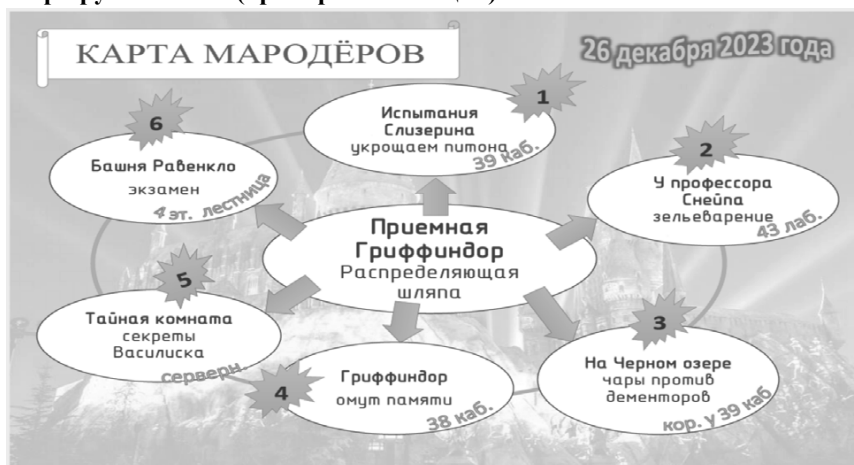 КАРТА МАРОДЁРОВ
26 декабря 2023 года
1
Испытания
Слизерина
укрощаем питона
39 каб.
2
У профессора
Снейпа
зельеварение
43 лаб.
3
На Черном озере
чары против
дементоров
кор. у 39 каб
4
Гриффиндор
омут памяти
38 каб.
5
Тайная комната
секреты
Василиска
серверн.
6
Башня Равенкло
экзамен
4 эт. лестница
Приемная
Гриффиндор
Распределяющая
шляпа